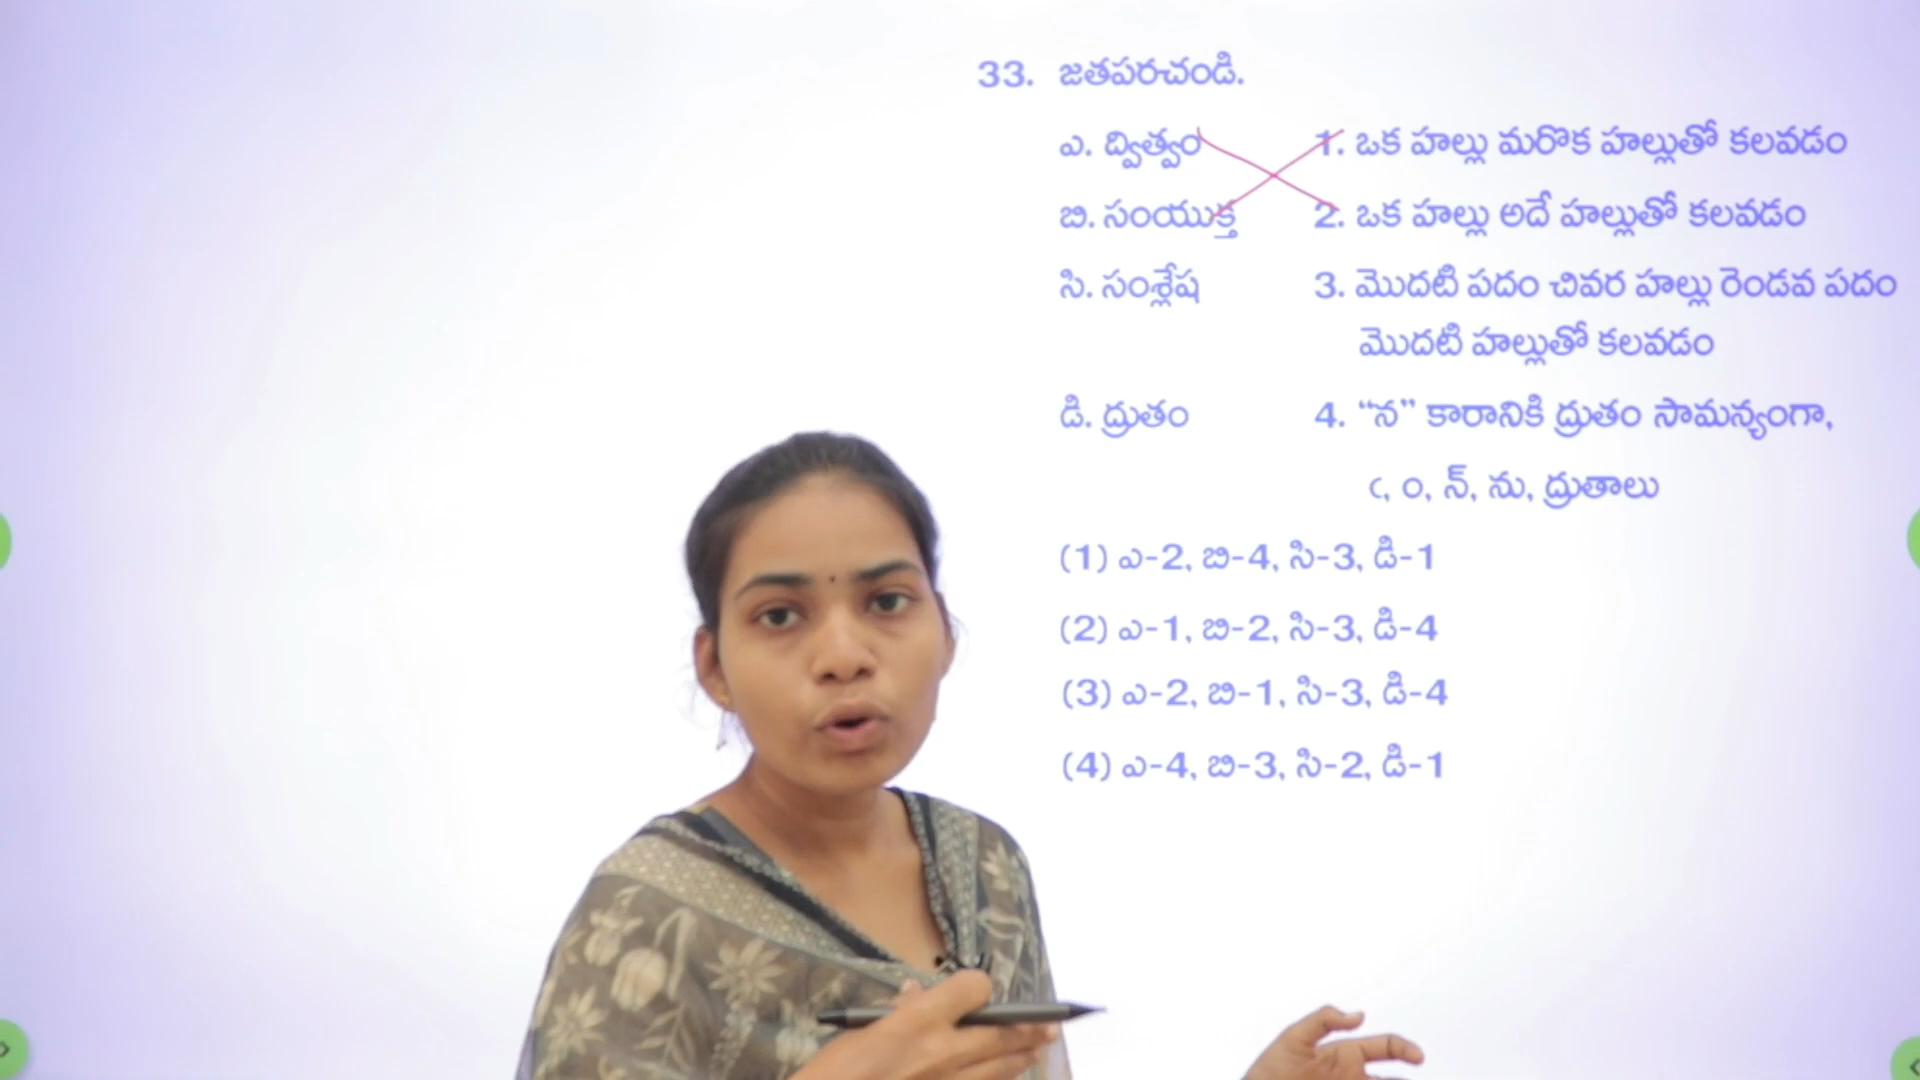 33. జతపరచండి.
ఎ. ద్విత్వం 1. ఒక హల్లు మరొక హల్లుతో కలవడం
బి. సంయుక్త 2. ఒక హల్లు అదే హల్లుతో కలవడం
సి. సంశ్లేష 3. మొదటి పదం చివర హల్లు రెండవ పదం
మొదటి హల్లుతో కలవడం
డి. ద్రుతం 4. “న” కారానికి ద్రుతం సామన్యంగా,
ఁ, ం, న్, ను, ద్రుతాలు
(1) ఎ-2, బి-4, సి-3, డి-1
(2) ఎ-1, బి-2, సి-3, డి-4
(3) ఎ-2, బి-1, సి-3, డి-4
(4) ఎ-4, బి-3, సి-2, డి-1